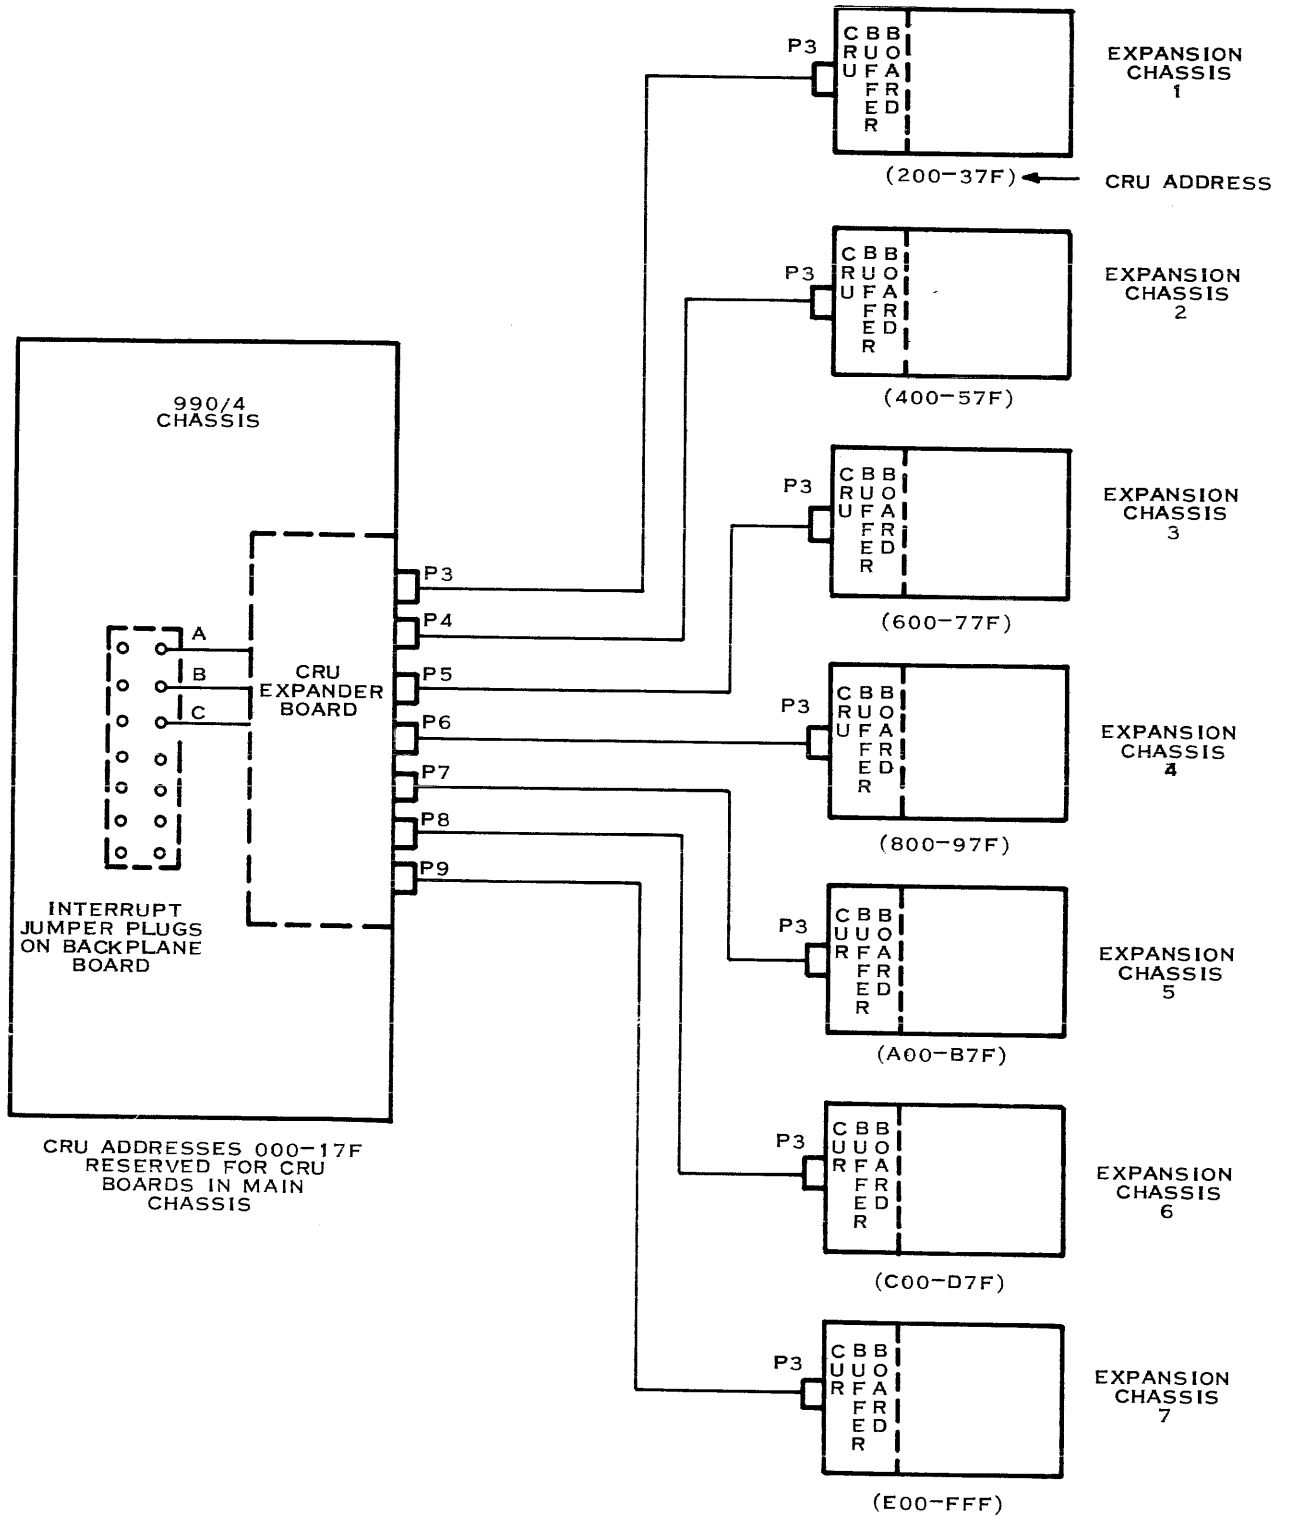 990/4
CHASSIS
A
B
C
CRU
EXPANDER
BOARD
INTERRUPT
JUMPER PLUGS
ON BACKPLANE
BOARD
CRU ADDRESSES 000-17F
RESERVED FOR CRU
BOARDS IN MAIN
CHASSIS
P3
P4
P5
P6
P7
P8
P9
P3
CRU
BUFFER
BOARD
EXPANSION
CHASSIS
1
(200-37F)
CRU ADDRESS
P3
CRU
BUFFER
BOARD
EXPANSION
CHASSIS
2
(400-57F)
P3
CRU
BUFFER
BOARD
EXPANSION
CHASSIS
3
(600-77F)
P3
CRU
BUFFER
BOARD
EXPANSION
CHASSIS
4
(800-97F)
P3
CUR
BUFFER
BOARD
EXPANSION
CHASSIS
5
(A00-B7F)
P3
CUR
BUFFER
BOARD
EXPANSION
CHASSIS
6
(C00-D7F)
P3
CUR
BUFFER
BOARD
EXPANSION
CHASSIS
7
(E00-FFF)